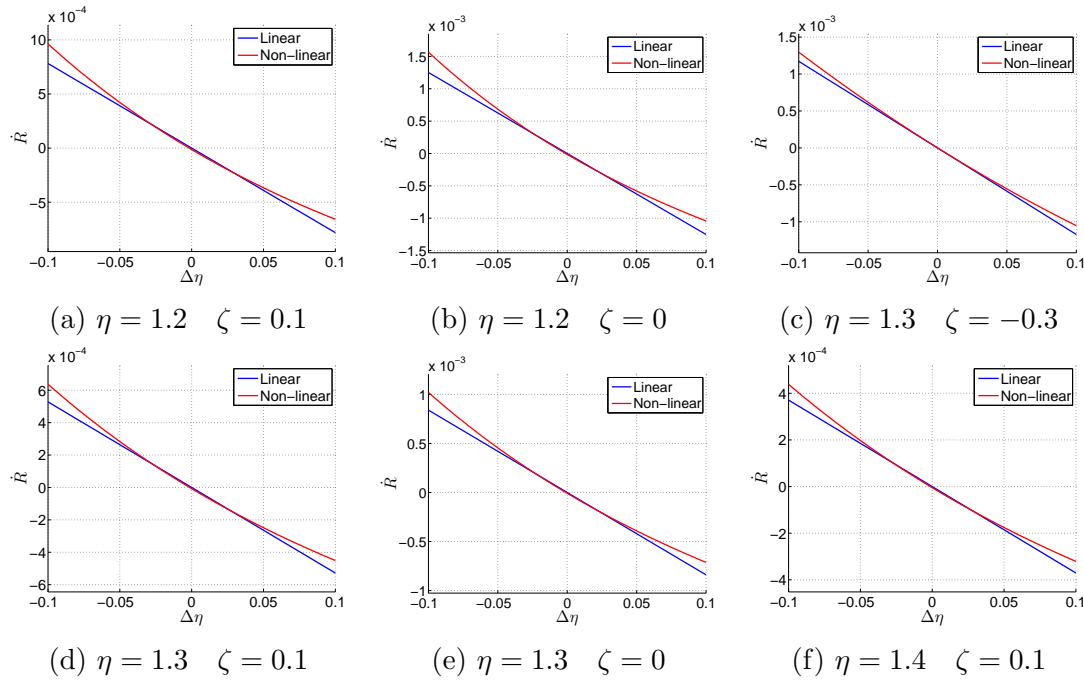 x 10⁻⁴
10
5
0
−5
−0.1 −0.05 0 0.05 0.1
Ṙ
Δη
Linear
Non−linear
(a) η = 1.2 ζ = 0.1
x 10⁻³
1.5
1
0.5
0
−0.5
−1
−1.5
−0.1 −0.05 0 0.05 0.1
Ṙ
Δη
Linear
Non−linear
(b) η = 1.2 ζ = 0
x 10⁻³
1.5
1
0.5
0
−0.5
−1
−0.1 −0.05 0 0.05 0.1
Ṙ
Δη
Linear
Non−linear
(c) η = 1.3 ζ = −0.3
x 10⁻⁴
6
4
2
0
−2
−4
−6
−0.1 −0.05 0 0.05 0.1
Ṙ
Δη
Linear
Non−linear
(d) η = 1.3 ζ = 0.1
x 10⁻³
1
0.5
0
−0.5
−1
−0.1 −0.05 0 0.05 0.1
Ṙ
Δη
Linear
Non−linear
(e) η = 1.3 ζ = 0
x 10⁻⁴
4
2
0
−2
−4
−0.1 −0.05 0 0.05 0.1
Ṙ
Δη
Linear
Non−linear
(f) η = 1.4 ζ = 0.1